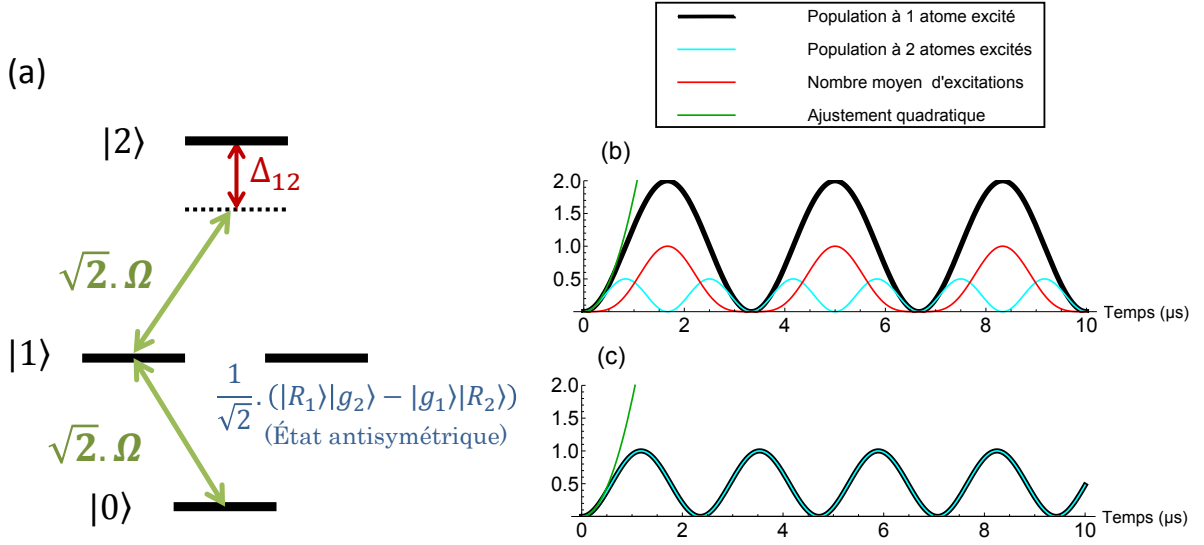 (a)
|2⟩
Δ₁₂
√2. Ω
|1⟩
1/√2 . (|R₁⟩|g₂⟩ − |g₁⟩|R₂⟩)
(État antisymétrique)
√2. Ω
|0⟩
Population à 1 atome excité
Population à 2 atomes excités
Nombre moyen d'excitations
Ajustement quadratique
(b)
2.0
1.5
1.0
0.5
0 2 4 6 8 10 Temps (µs)
(c)
2.0
1.5
1.0
0.5
0 2 4 6 8 10 Temps (µs)